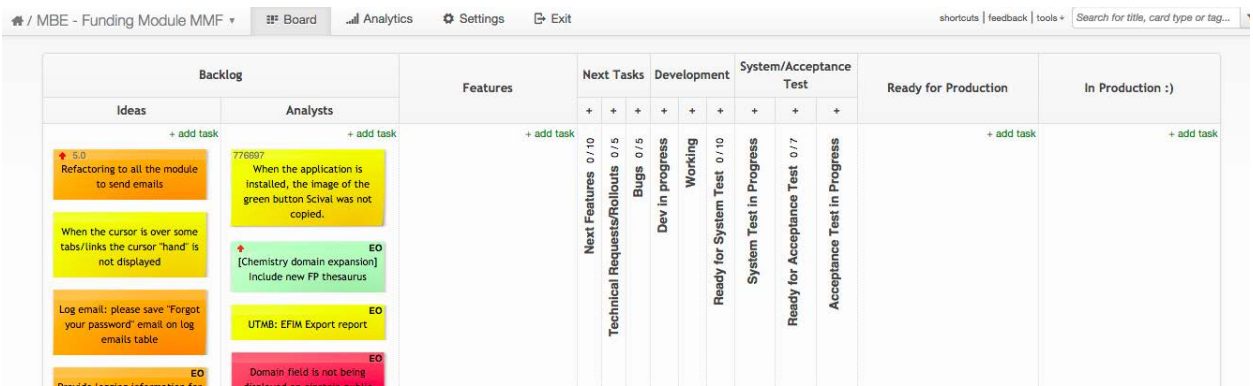 / MBE - Funding Module MMF
Board
Analytics
Settings
Exit
shortcuts | feedback | tools
Search for title, card type or tag...
Backlog
Features
Next Tasks
Development
System/Acceptance
Test
Ready for Production
In Production :)
Ideas
Analysts
+ + + + + + + + +
+ add task
+ add task
+ add task
+ add task
+ add task
5.0
Refactoring to all the module
to send emails
When the cursor is over some
tabs/links the cursor "hand" is
not displayed
Log email: please save "Forgot
your password" email on log
emails table
EO
Provide logging information for
776897
When the application is
installed, the image of the
green button Scival was not
copied.
EO
[Chemistry domain expansion]
Include new FP thesaurus
EO
UTMB: EFIM Export report
EO
Domain field is not being
Next Features 0/10
Technical Requests/Rollouts 0/5
Bugs 0/5
Dev in progress
Working
Ready for System Test 0/10
System Test in Progress
Ready for Acceptance Test 0/7
Acceptance Test in Progress